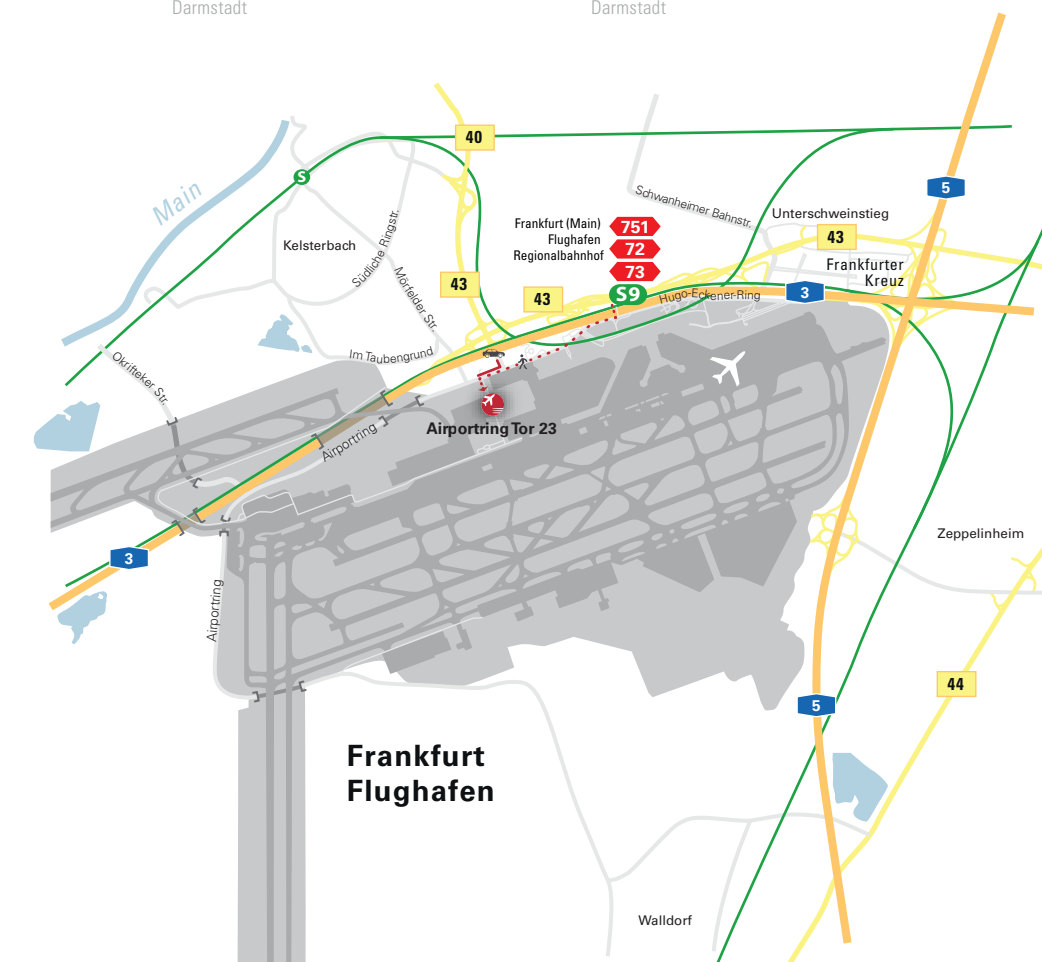 Darmstadt
Darmstadt
40
5
Main
S
Schwanheimer Bahnstr.
Unterschweinstieg
Frankfurt (Main)
Flughafen
Regionalbahnhof
751
72
73
S9
43
Kelsterbach
Südliche Ringstr.
Mörfelder Str.
43
43
Frankfurter
Kreuz
Hugo-Eckener-Ring
3
Im Taubengrund
Okrifteker Str.
Airportring Tor 23
Airportring
3
Airportring
Zeppelinheim
44
5
Frankfurt
Flughafen
Walldorf